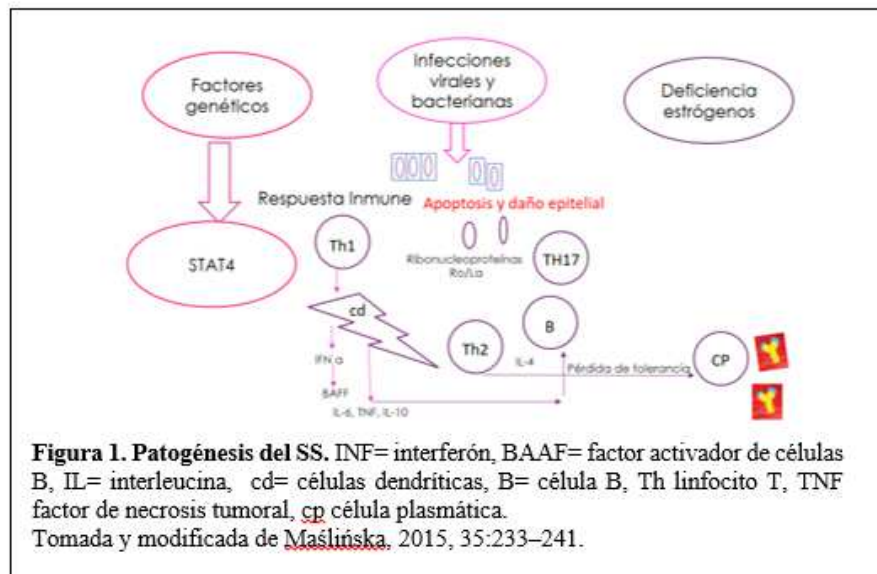 Factores
genéticos
Infecciones
virales y
bacterianas
Deficiencia
estrógenos
Respuesta Inmune
Apoptosis y daño epitelial
STAT4
Th1
Ribonucleoproteínas
Ro/La
TH17
cd
Th2
B
IL-4
Pérdida de tolerancia
CP
IFN α
BAFF
IL-6, TNF, IL-10
Figura 1. Patogénesis del SS. INF= interferón, BAAF= factor activador de células
B, IL= interleucina, cd= células dendríticas, B= célula B, Th linfocito T, TNF
factor de necrosis tumoral, cp célula plasmática.
Tomada y modificada de Maślińska, 2015, 35:233–241.